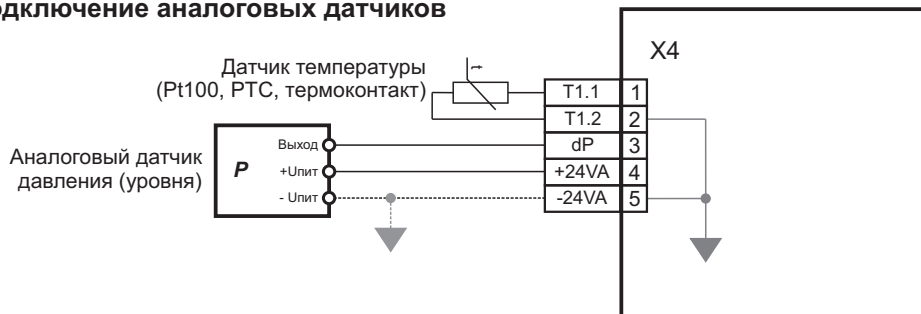 одключение аналоговых датчиков
X4
Датчик температуры
(Pt100, РТС, термоконтакт)
t
T1.1 1
T1.2 2
dP 3
+24VA 4
-24VA 5
Аналоговый датчик
давления (уровня)
P
Выход
+Uпит
- Uпит